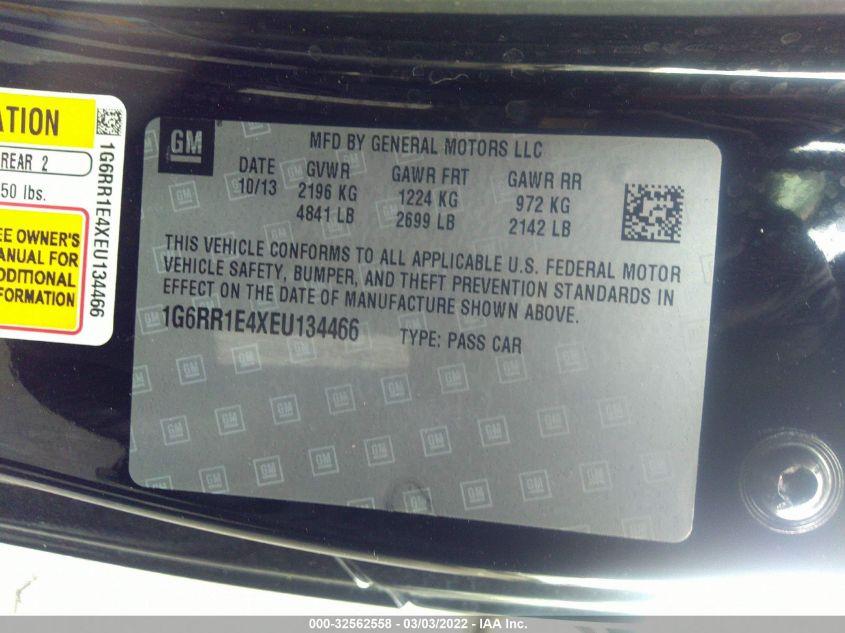 ATION
REAR 2
50 lbs.
EE OWNER'S
ANUAL FOR
DDITIONAL
FORMATION
1G6RR1E4XEU134466
GM
MFD BY GENERAL MOTORS LLC
DATE GVWR GAWR FRT GAWR RR
10/13 2196 KG 1224 KG 972 KG
4841 LB 2699 LB 2142 LB
THIS VEHICLE CONFORMS TO ALL APPLICABLE U.S. FEDERAL MOTOR
VEHICLE SAFETY, BUMPER, AND THEFT PREVENTION STANDARDS IN
EFFECT ON THE DATE OF MANUFACTURE SHOWN ABOVE.
1G6RR1E4XEU134466 TYPE: PASS CAR
000-32562558 - 03/03/2022 - IAA Inc.